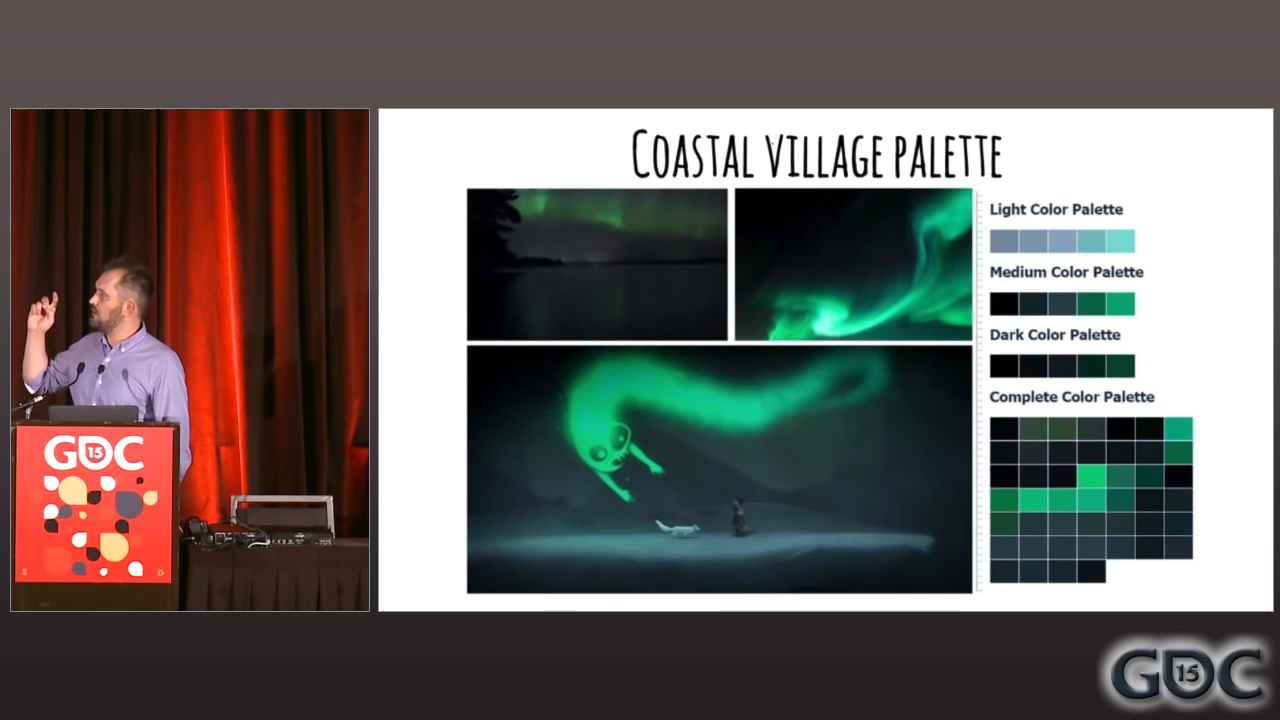 COASTAL VILLAGE PALETTE
Light Color Palette
Medium Color Palette
Dark Color Palette
Complete Color Palette
GDC 15
GDC 15